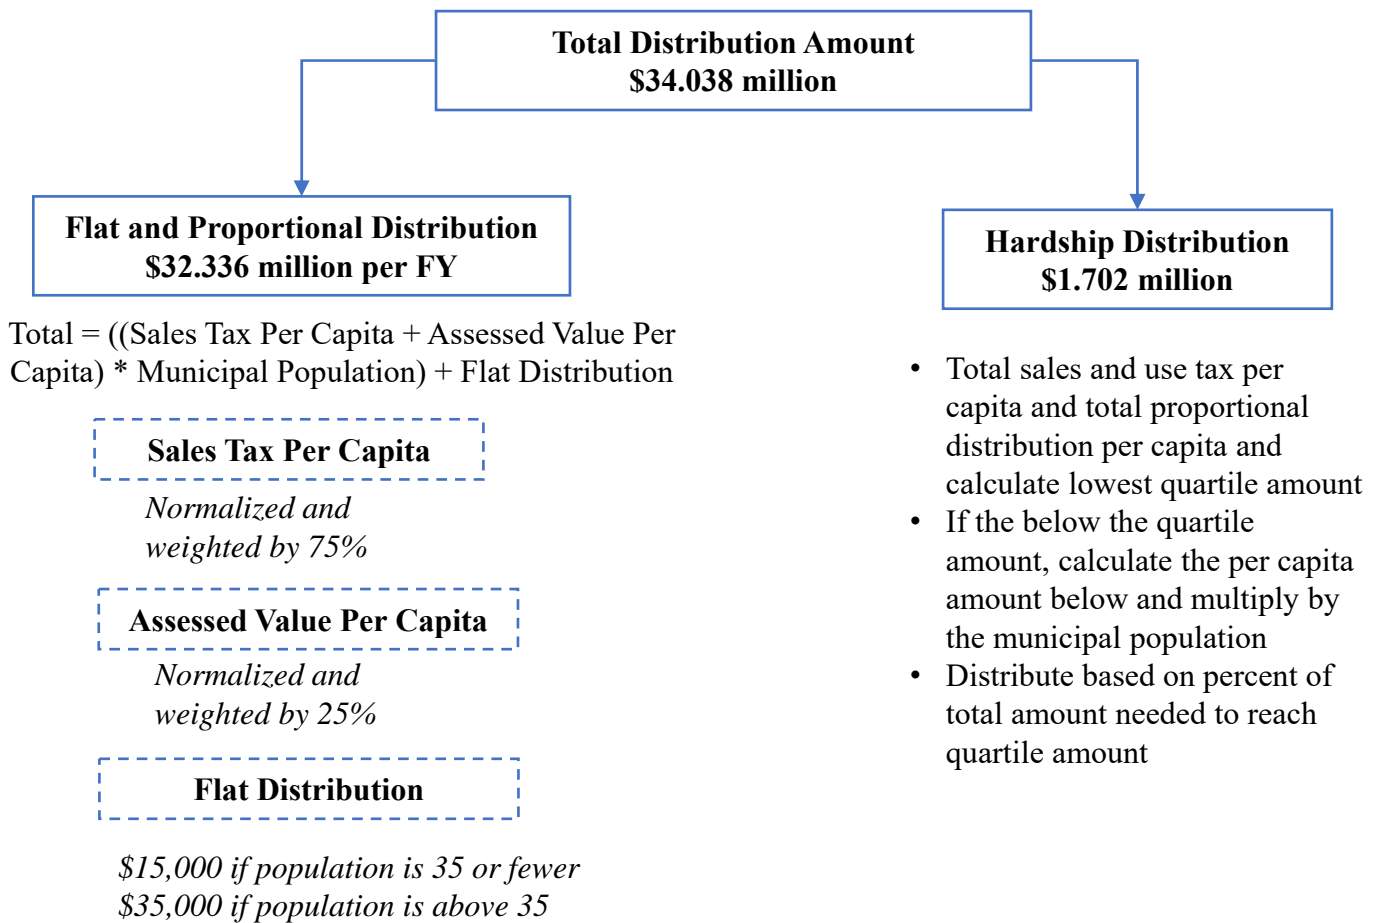 Total Distribution Amount
$34.038 million
Flat and Proportional Distribution
$32.336 million per FY
Total = ((Sales Tax Per Capita + Assessed Value Per
Capita) * Municipal Population) + Flat Distribution
Sales Tax Per Capita
Normalized and
weighted by 75%
Assessed Value Per Capita
Normalized and
weighted by 25%
Flat Distribution
$15,000 if population is 35 or fewer
$35,000 if population is above 35
Hardship Distribution
$1.702 million
• Total sales and use tax per
capita and total proportional
distribution per capita and
calculate lowest quartile amount
• If the below the quartile
amount, calculate the per capita
amount below and multiply by
the municipal population
• Distribute based on percent of
total amount needed to reach
quartile amount